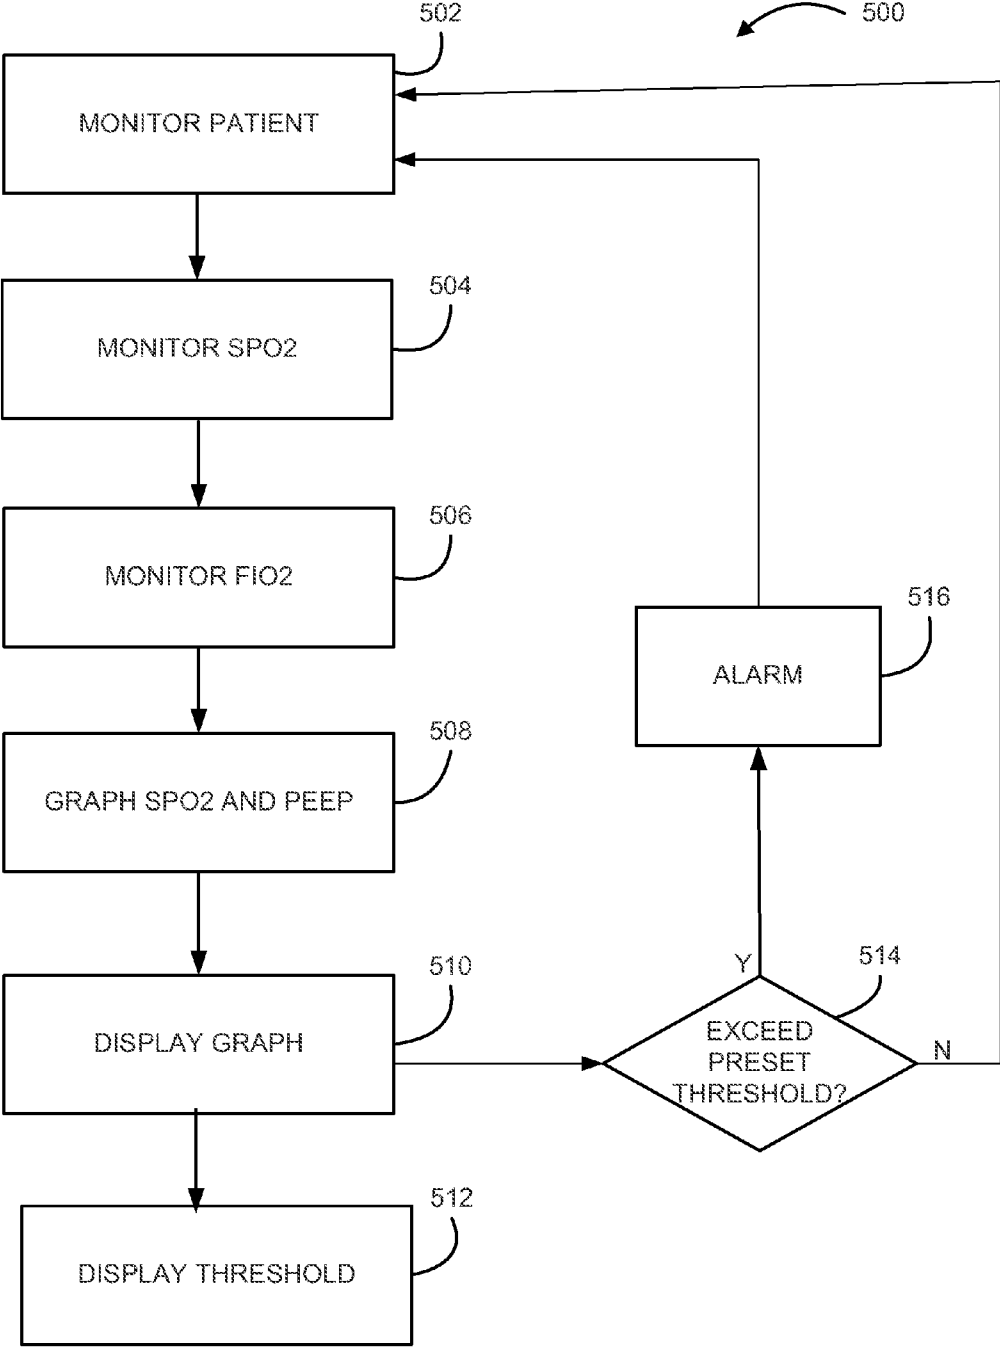 502
500
MONITOR PATIENT
504
MONITOR SPO2
506
MONITOR FIO2
516
ALARM
508
GRAPH SPO2 AND PEEP
510
DISPLAY GRAPH
Y
514
EXCEED
PRESET
THRESHOLD?
N
512
DISPLAY THRESHOLD